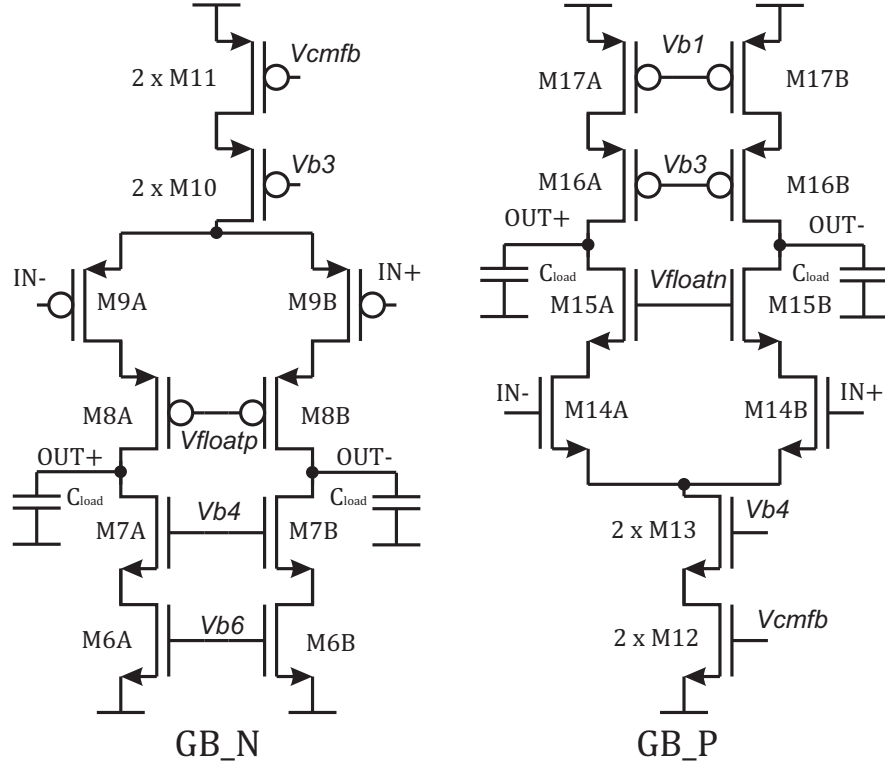 Vcmfb
2 x M11
Vb3
2 x M10
IN- M9A M9B IN+
M8A M8B
Vfloatp
OUT+ OUT-
Cload Cload
M7A Vb4 M7B
M6A Vb6 M6B
GB_N
Vb1
M17A M17B
Vb3
M16A M16B
OUT+ OUT-
Cload Vfloatn Cload
M15A M15B
IN- M14A M14B IN+
Vb4
2 x M13
Vcmfb
2 x M12
GB_P